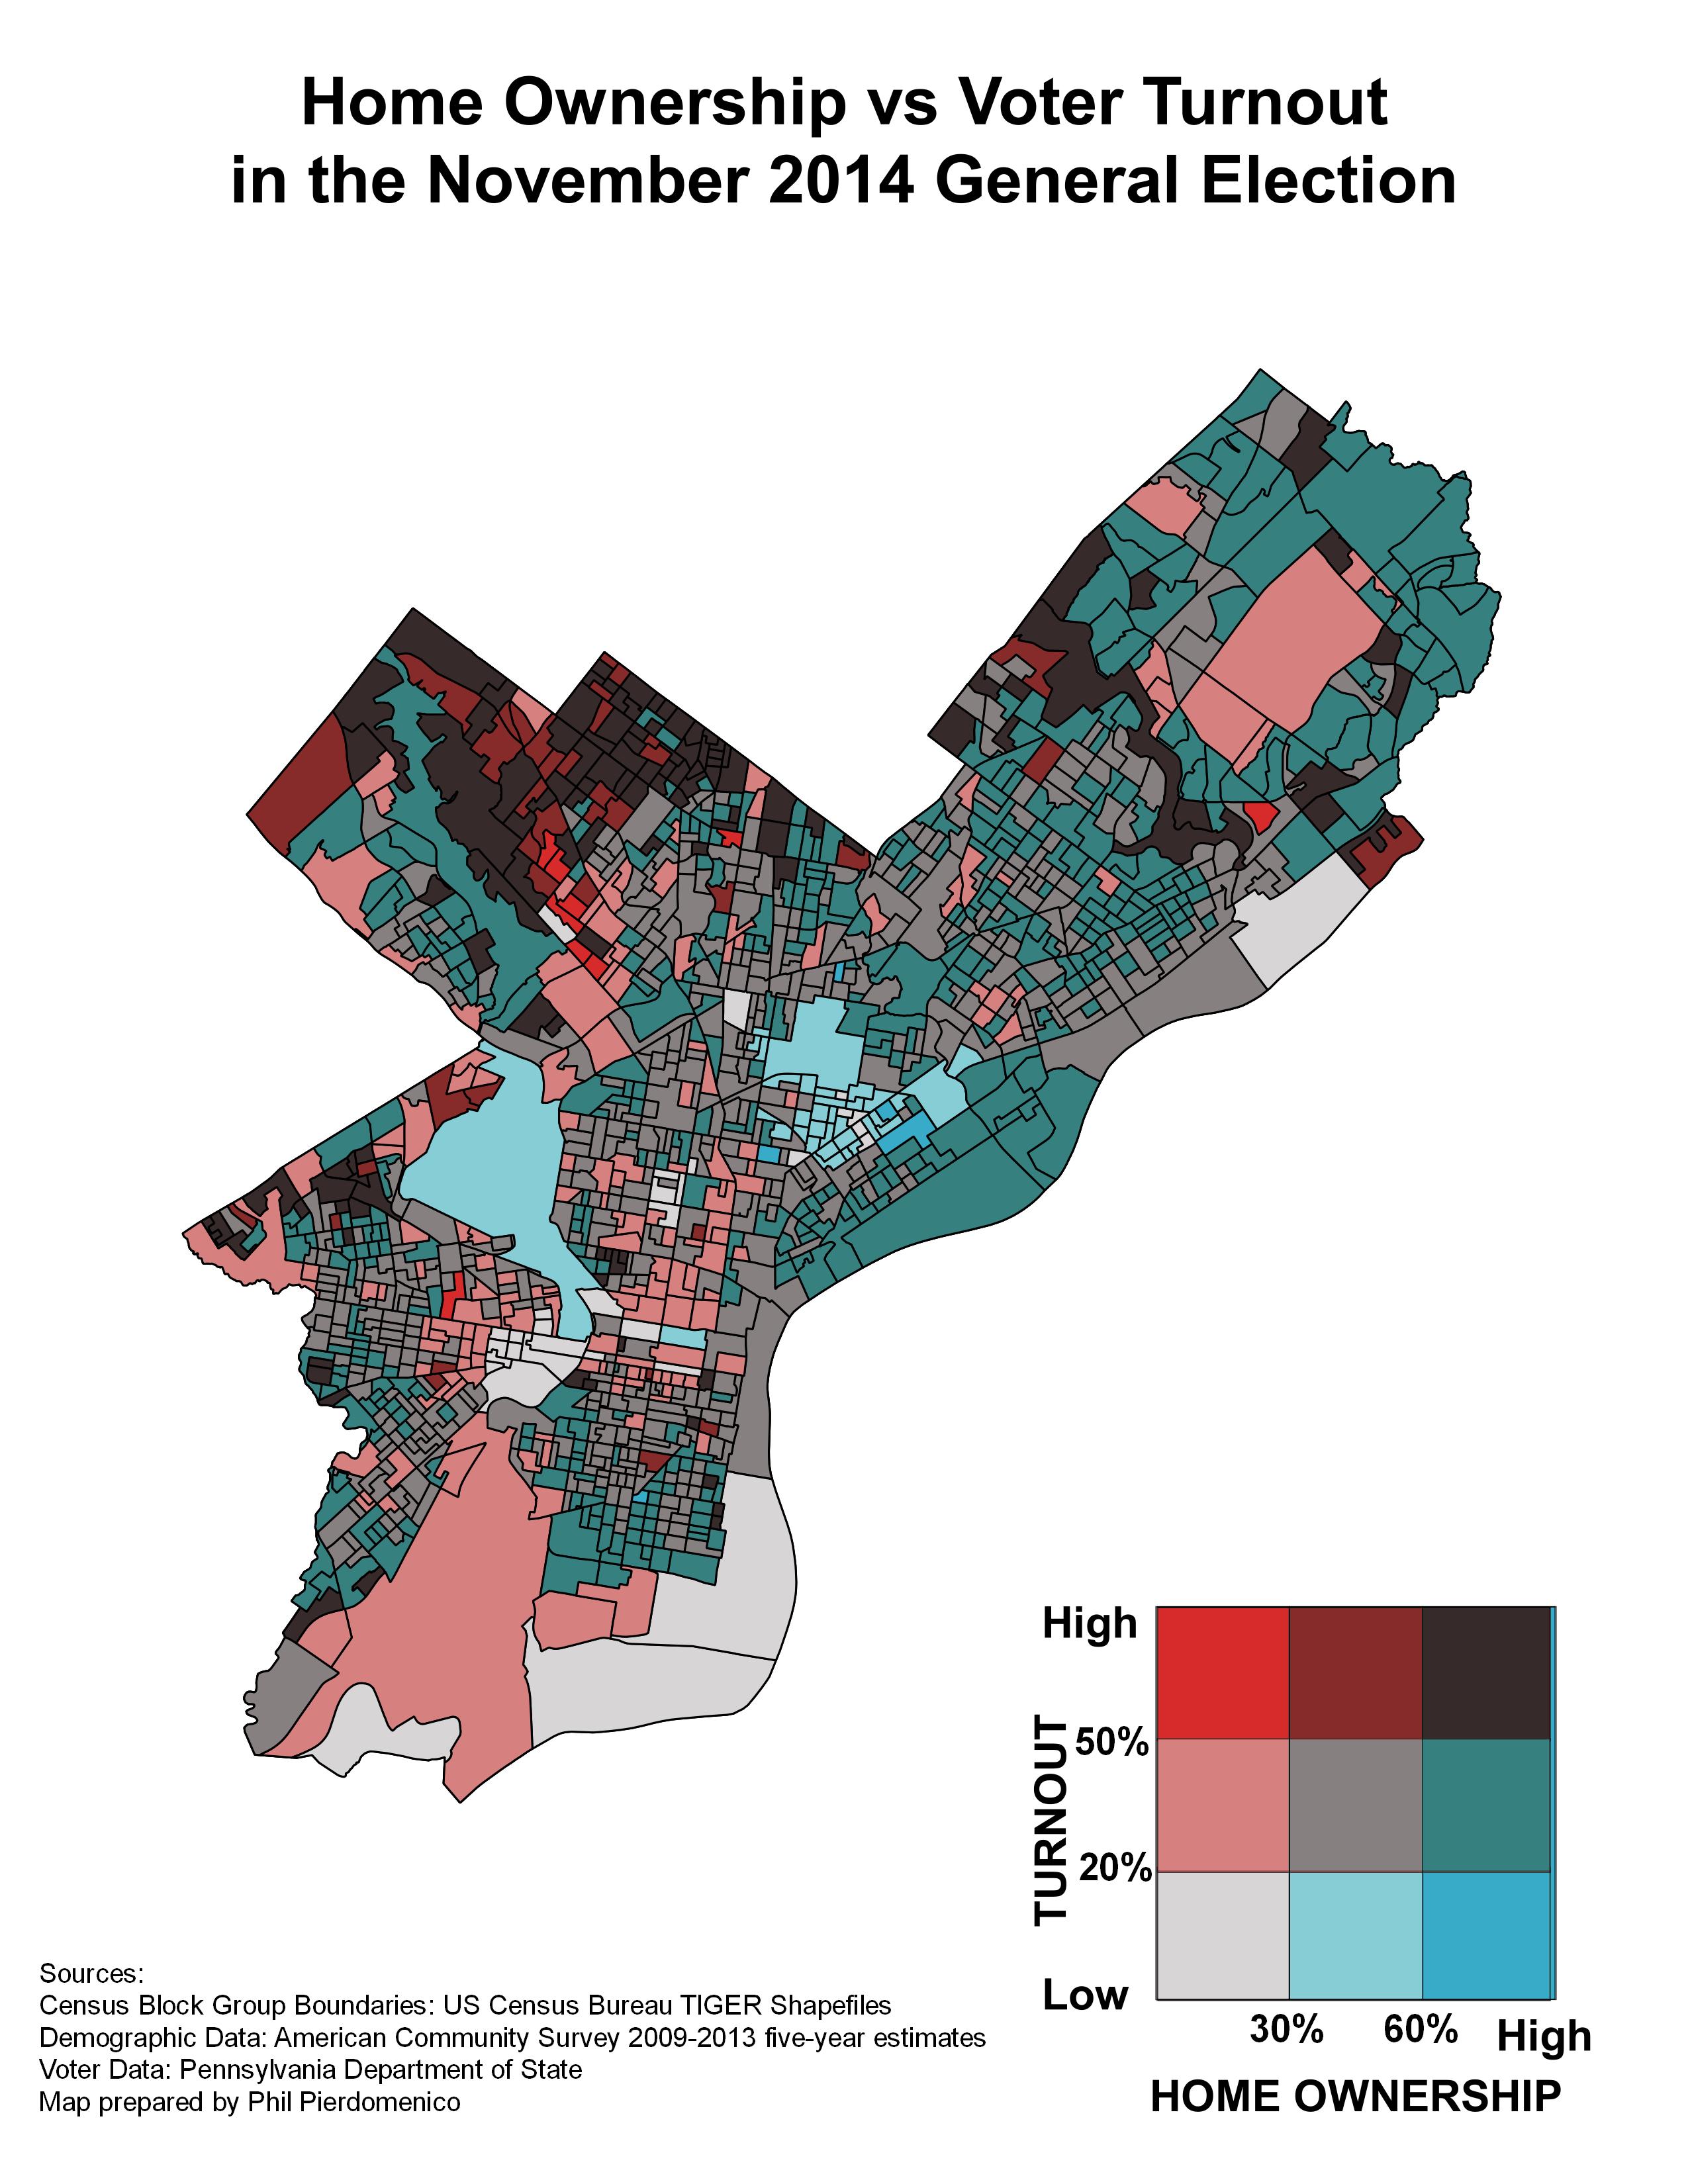 Home Ownership vs Voter Turnout
in the November 2014 General Election
High
50%
TURNOUT
20%
Low
30%
60%
High
HOME OWNERSHIP
Sources:
Census Block Group Boundaries: US Census Bureau TIGER Shapefiles
Demographic Data: American Community Survey 2009-2013 five-year estimates
Voter Data: Pennsylvania Department of State
Map prepared by Phil Pierdomenico